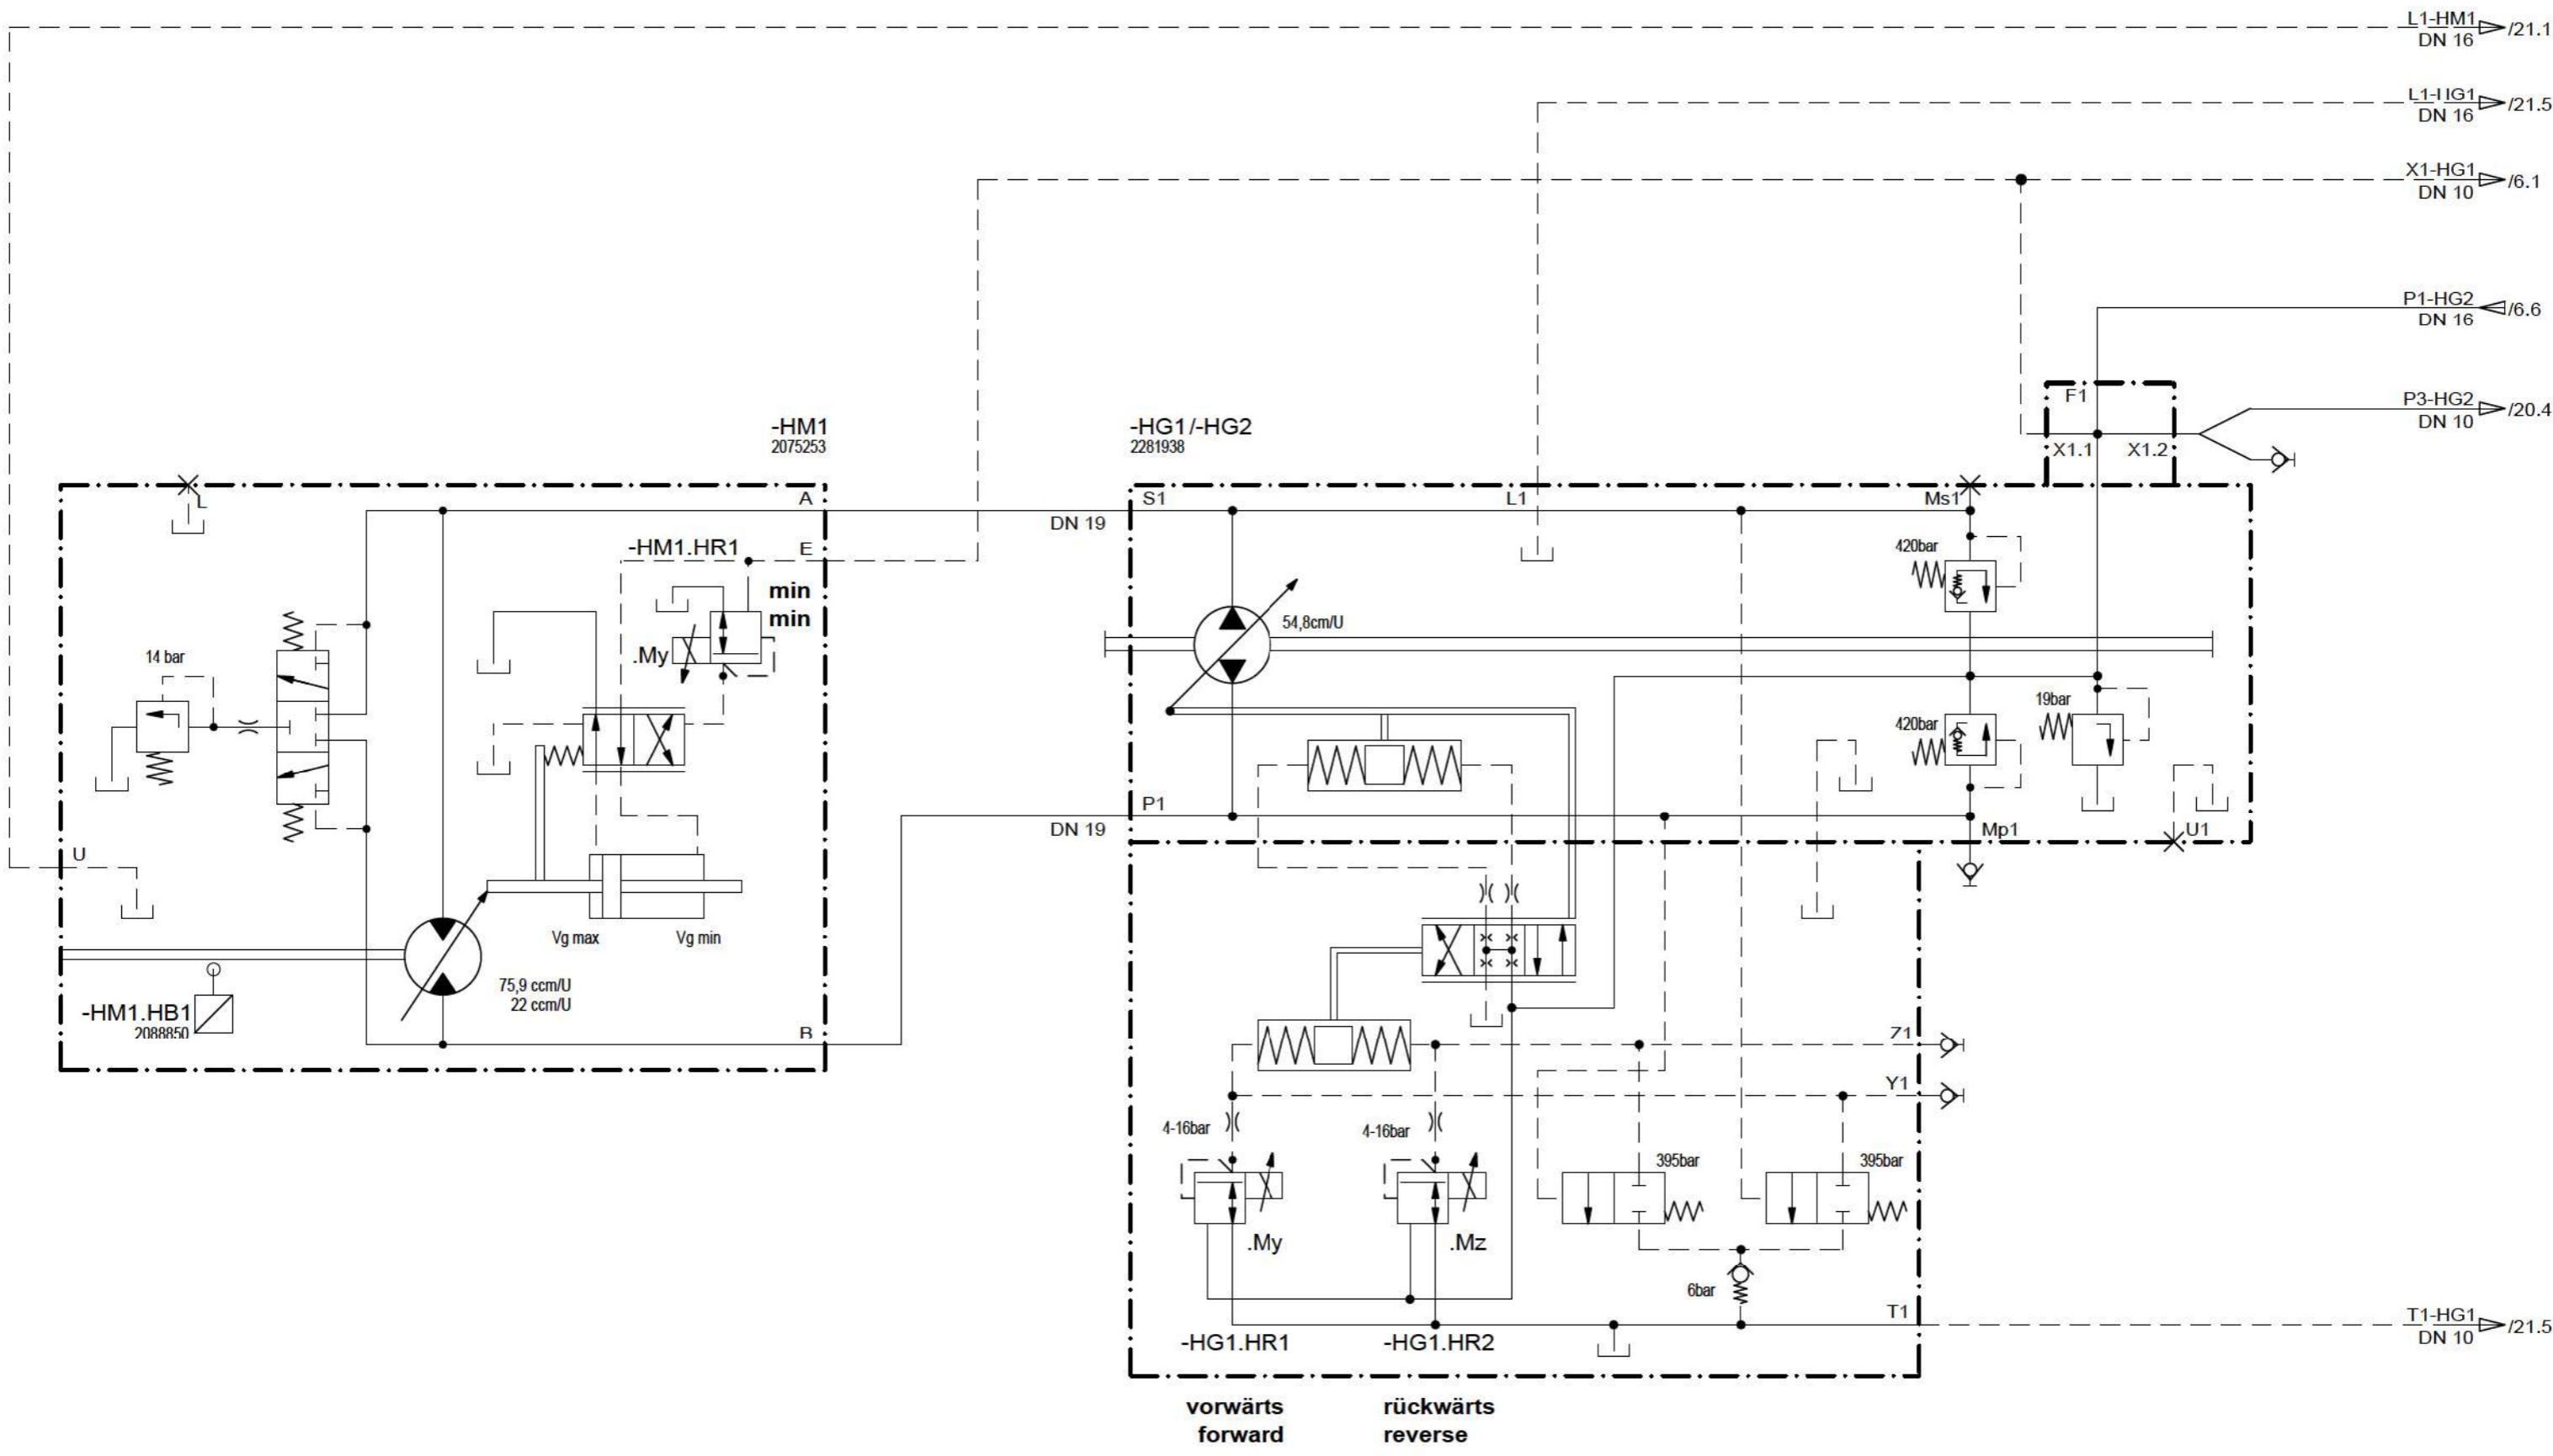 L1-HM1
DN 16
/21.1
L1-HG1
DN 16
/21.5
X1-HG1
DN 10
/6.1
P1-HG2
DN 16
/6.6
F1
P3-HG2
DN 10
/20.4
X1.1
X1.2
-HM1
2075253
-HG1/-HG2
2281938
L
A
DN 19
S1
L1
Ms1
-HM1.HR1
E
420bar
min
min
.My
54,8cm/U
14 bar
19bar
420bar
P1
DN 19
Mp1
U1
U
Vg max
Vg min
75,9 ccm/U
22 ccm/U
-HM1.HB1
2088850
B
Z1
Y1
4-16bar
4-16bar
395bar
395bar
.My
.Mz
6bar
T1
T1-HG1
DN 10
/21.5
-HG1.HR1
-HG1.HR2
vorwärts
forward
rückwärts
reverse